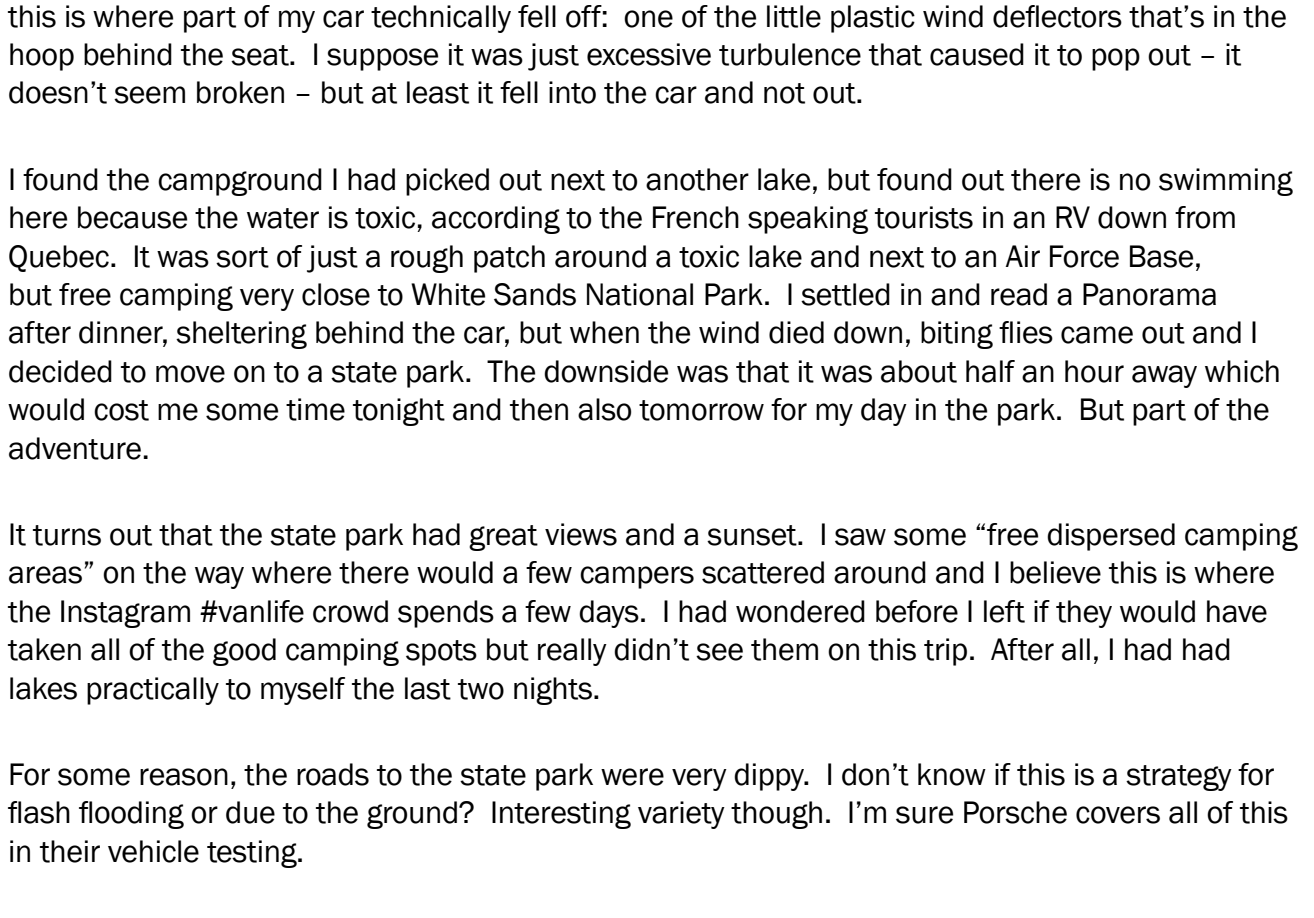 this is where part of my car technically fell off:  one of the little plastic wind deflectors that’s in the
hoop behind the seat.  I suppose it was just excessive turbulence that caused it to pop out – it
doesn’t seem broken – but at least it fell into the car and not out.
I found the campground I had picked out next to another lake, but found out there is no swimming
here because the water is toxic, according to the French speaking tourists in an RV down from
Quebec.  It was sort of just a rough patch around a toxic lake and next to an Air Force Base,
but free camping very close to White Sands National Park.  I settled in and read a Panorama
after dinner, sheltering behind the car, but when the wind died down, biting flies came out and I
decided to move on to a state park.  The downside was that it was about half an hour away which
would cost me some time tonight and then also tomorrow for my day in the park.  But part of the
adventure.
It turns out that the state park had great views and a sunset.  I saw some “free dispersed camping
areas” on the way where there would a few campers scattered around and I believe this is where
the Instagram #vanlife crowd spends a few days.  I had wondered before I left if they would have
taken all of the good camping spots but really didn’t see them on this trip.  After all, I had had
lakes practically to myself the last two nights.
For some reason, the roads to the state park were very dippy.  I don’t know if this is a strategy for
flash flooding or due to the ground?  Interesting variety though.  I’m sure Porsche covers all of this
in their vehicle testing.